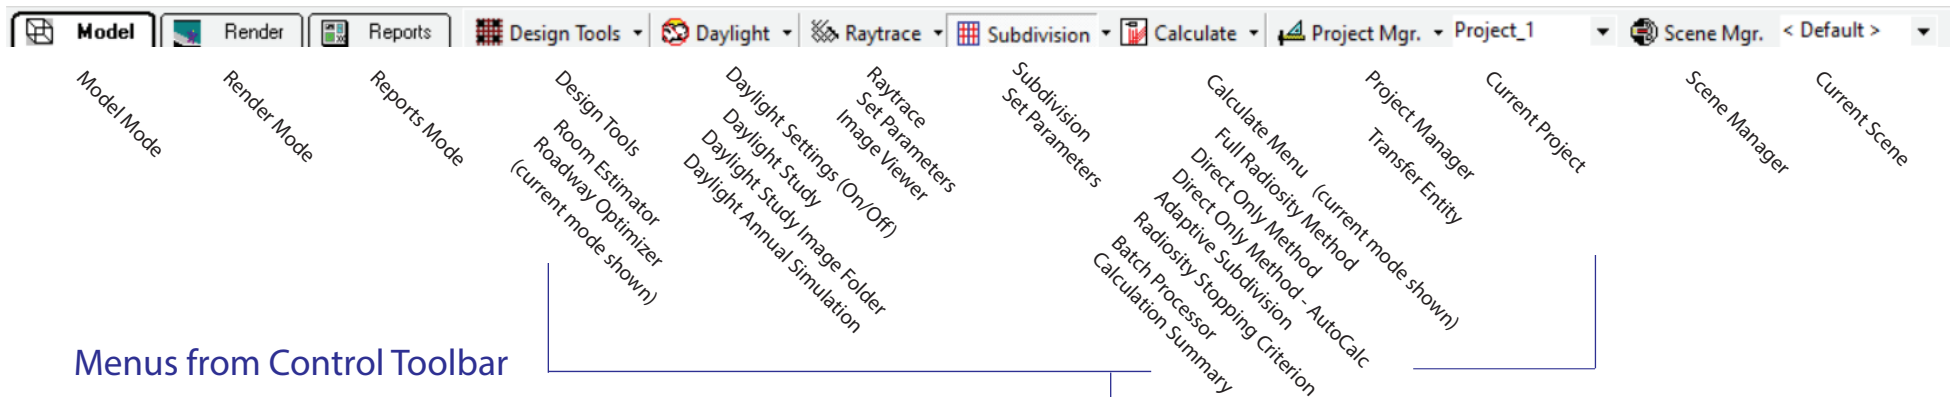 Model
Render
Reports
Design Tools
Daylight
Raytrace
Subdivision
Calculate
Project Mgr.
Project_1
Scene Mgr.
< Default >
Model Mode
Render Mode
Reports Mode
Design Tools
Room Estimator
Roadway Optimizer
(current mode shown)
Daylight Settings (On/Off)
Daylight Study
Daylight Study Image Folder
Daylight Annual Simulation
Raytrace
Set Parameters
Image Viewer
Subdivision
Set Parameters
Calculate Menu (current mode shown)
Full Radiosity Method
Direct Only Method
Direct Only Method - AutoCalc
Adaptive Subdivision
Radiosity Stopping Criterion
Batch Processor
Calculation Summary
Project Manager
Transfer Entity
Current Project
Scene Manager
Current Scene
Menus from Control Toolbar